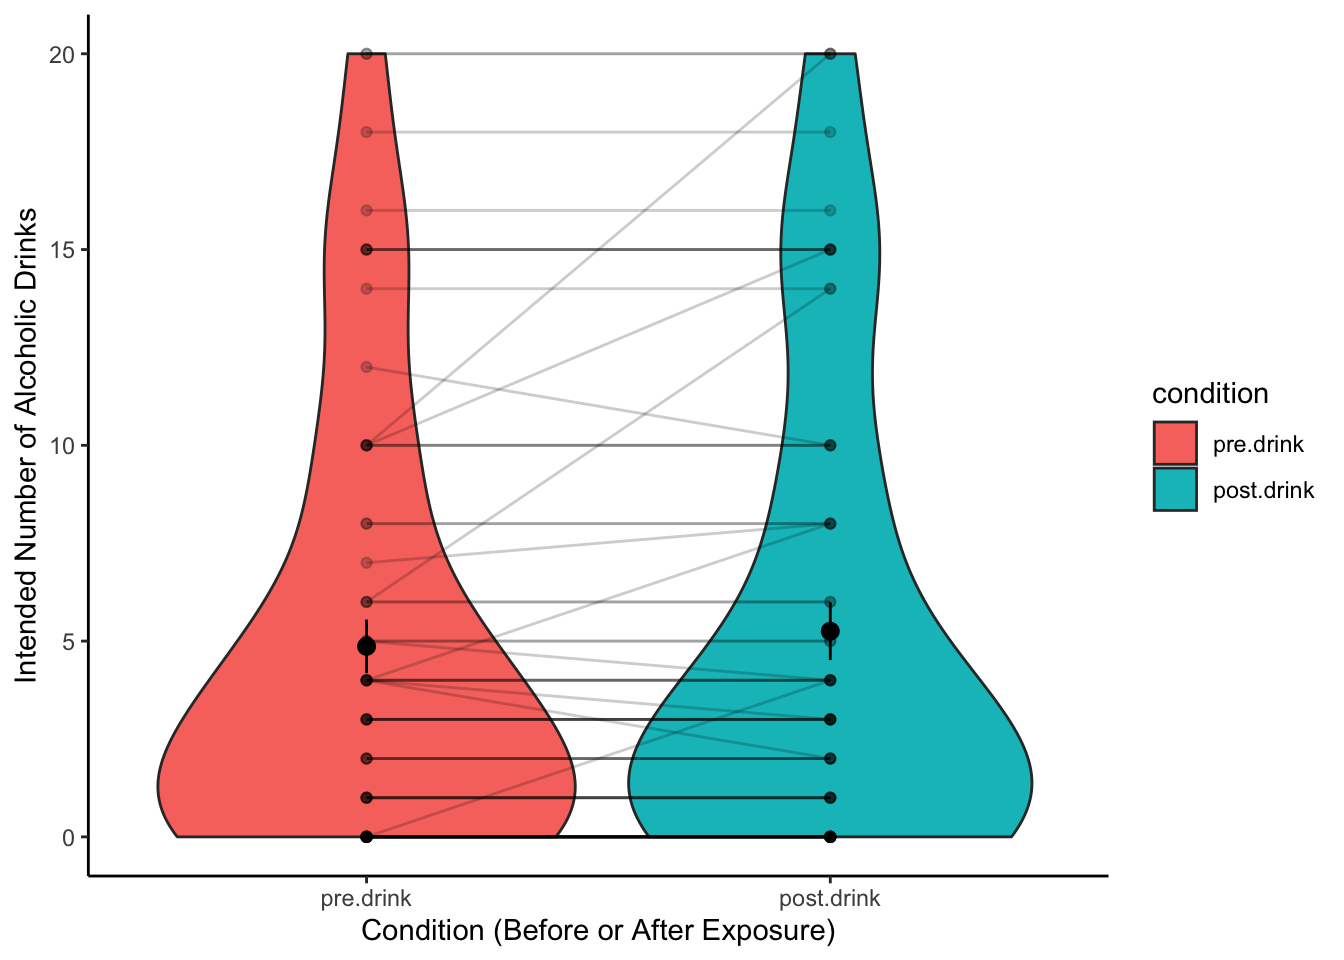 Intended Number of Alcoholic Drinks
20
15
10
5
0
pre.drink
post.drink
Condition (Before or After Exposure)
condition
pre.drink
post.drink